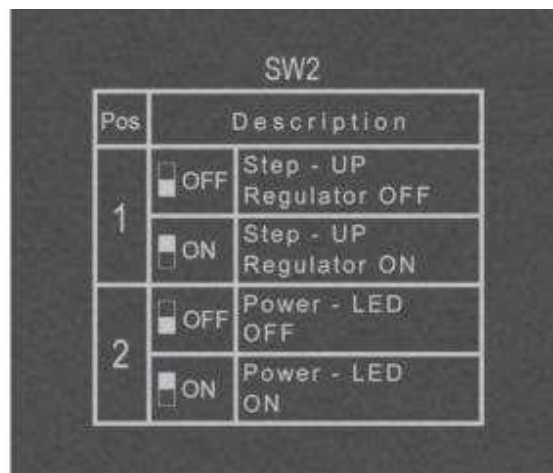 SW2
Pos Description
1
OFF Step - UP
Regulator OFF
ON Step - UP
Regulator ON
2
OFF Power - LED
OFF
ON Power - LED
ON